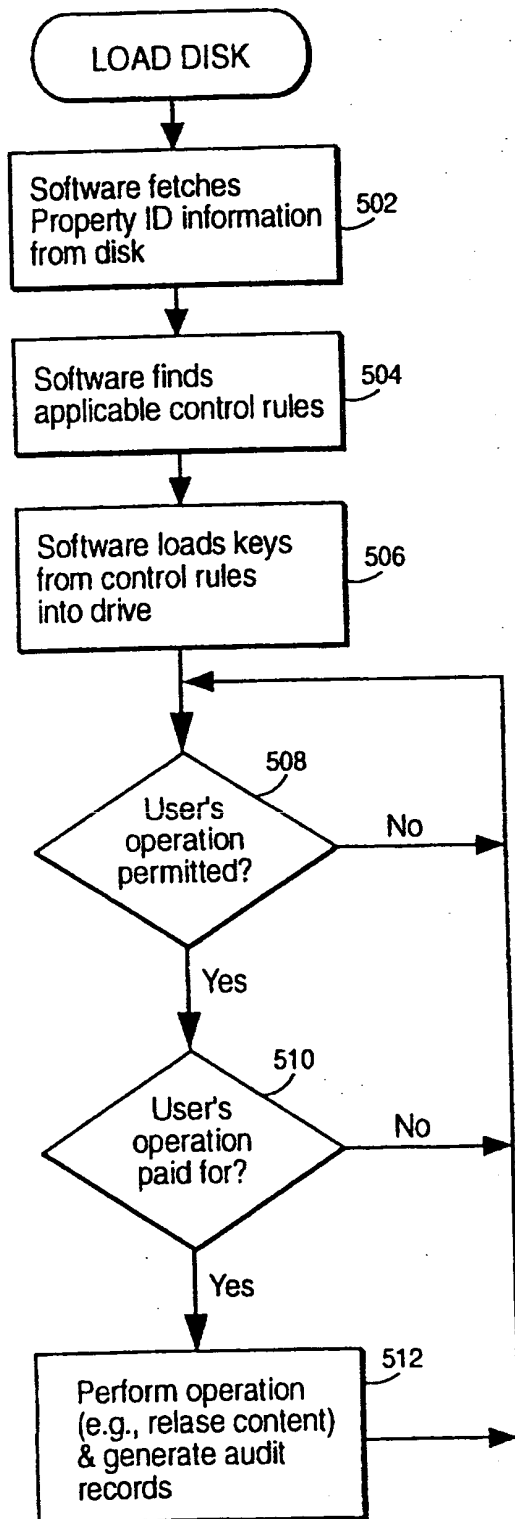 LOAD DISK
Software fetches
Property ID information
from disk
502
Software finds
applicable control rules
504
Software loads keys
from control rules
into drive
506
508
User's
operation
permitted?
No
Yes
510
User's
operation
paid for?
No
Yes
512
Perform operation
(e.g., relase content)
& generate audit
records